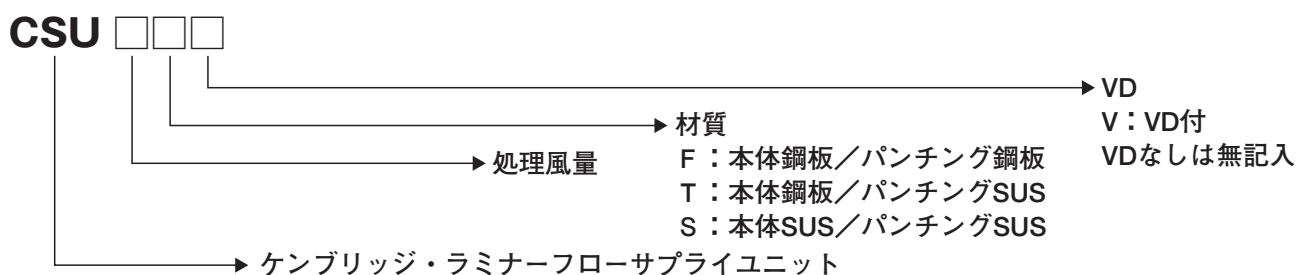 CSU □□□
VD
V：VD付
VDなしは無記入
材質
F：本体鋼板／パンチング鋼板
T：本体鋼板／パンチングSUS
S：本体SUS／パンチングSUS
処理風量
ケンブリッジ・ラミナーフローサプライユニット